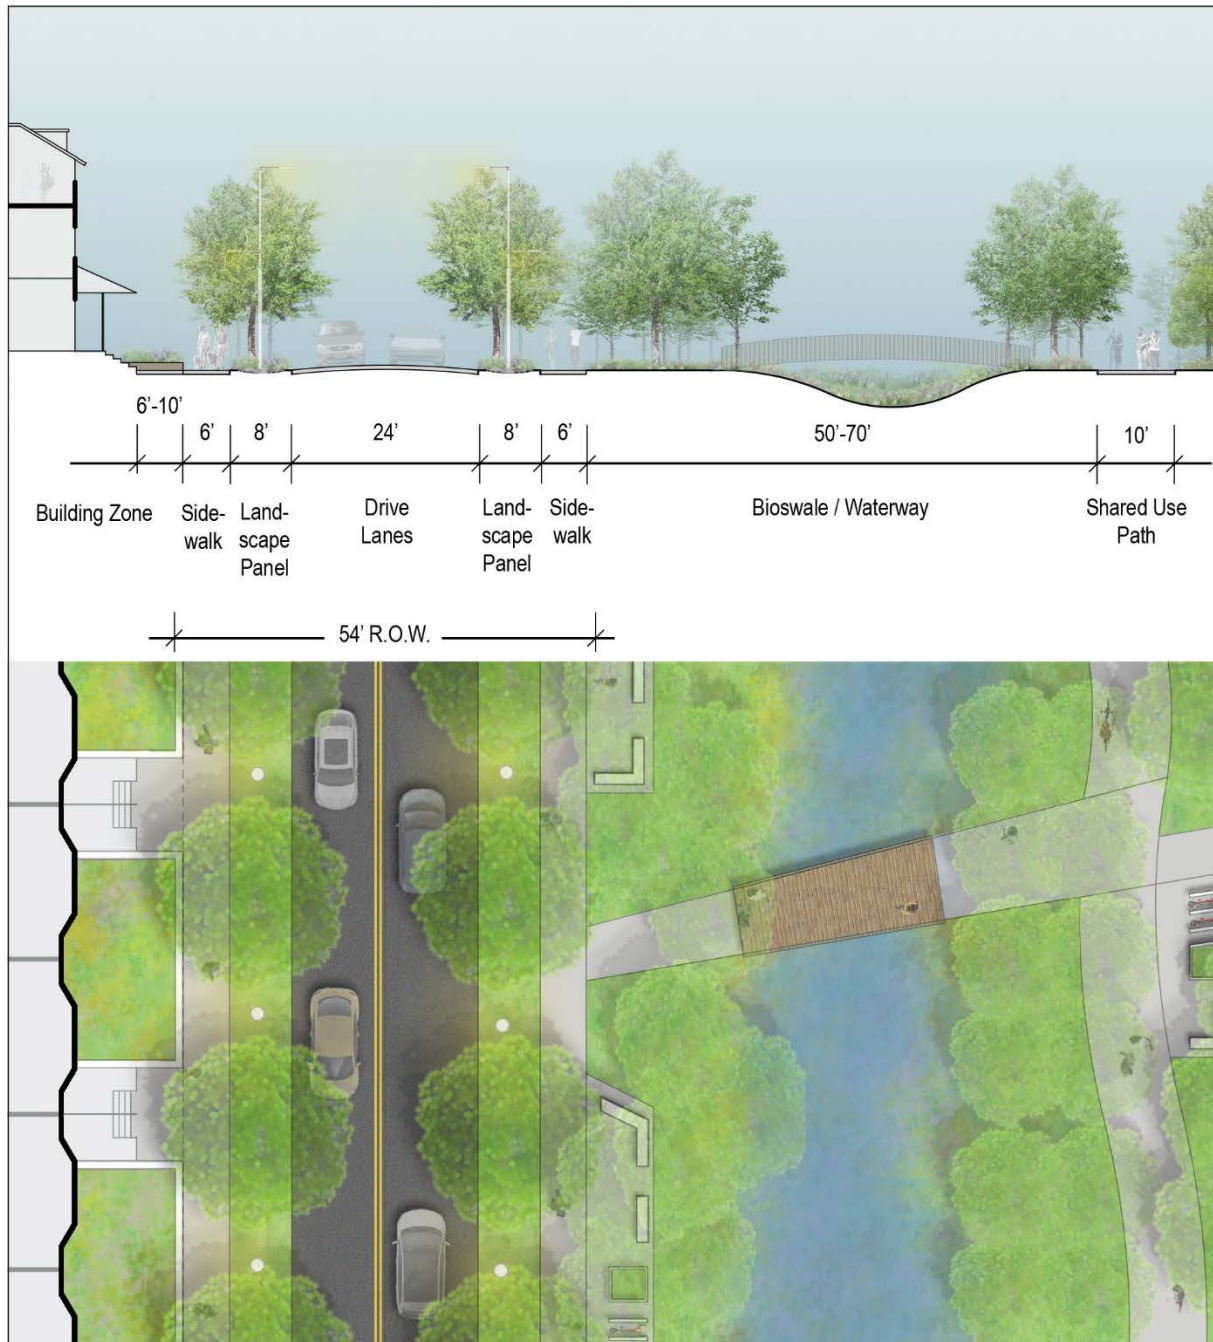 6'-10'
6' 8' 24' 8' 6' 50'-70' 10'
Building Zone Side- Land- Drive Land- Side- Bioswale / Waterway Shared Use
walk scape Lanes scape walk Path
Panel Panel
54' R.O.W.